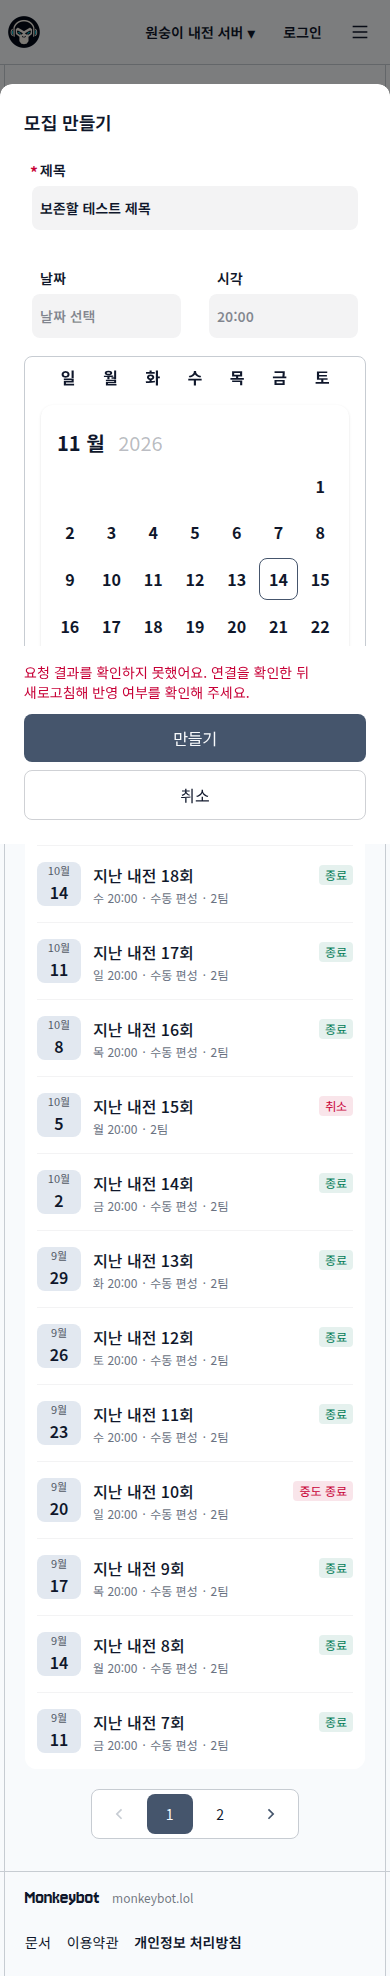 원숭이 내전 서버 ▾ 로그인
모집 만들기
* 제목
보존할 테스트 제목
날짜 시각
날짜 선택 20:00
일 월 화 수 목 금 토
11 월 2026
1
2 3 4 5 6 7 8
9 10 11 12 13 14 15
16 17 18 19 20 21 22
요청 결과를 확인하지 못했어요. 연결을 확인한 뒤
새로고침해 반영 여부를 확인해 주세요.
만들기
취소
10월
14
지난 내전 18회
수 20:00 · 수동 편성 · 2팀
종료
10월
11
지난 내전 17회
일 20:00 · 수동 편성 · 2팀
종료
10월
8
지난 내전 16회
목 20:00 · 수동 편성 · 2팀
종료
10월
5
지난 내전 15회
월 20:00 · 2팀
취소
10월
2
지난 내전 14회
금 20:00 · 수동 편성 · 2팀
종료
9월
29
지난 내전 13회
화 20:00 · 수동 편성 · 2팀
종료
9월
26
지난 내전 12회
토 20:00 · 수동 편성 · 2팀
종료
9월
23
지난 내전 11회
수 20:00 · 수동 편성 · 2팀
종료
9월
20
지난 내전 10회
일 20:00 · 수동 편성 · 2팀
중도 종료
9월
17
지난 내전 9회
목 20:00 · 수동 편성 · 2팀
종료
9월
14
지난 내전 8회
월 20:00 · 수동 편성 · 2팀
종료
9월
11
지난 내전 7회
금 20:00 · 수동 편성 · 2팀
종료
1 2
Monkeybot monkeybot.lol
문서 이용약관 개인정보 처리방침